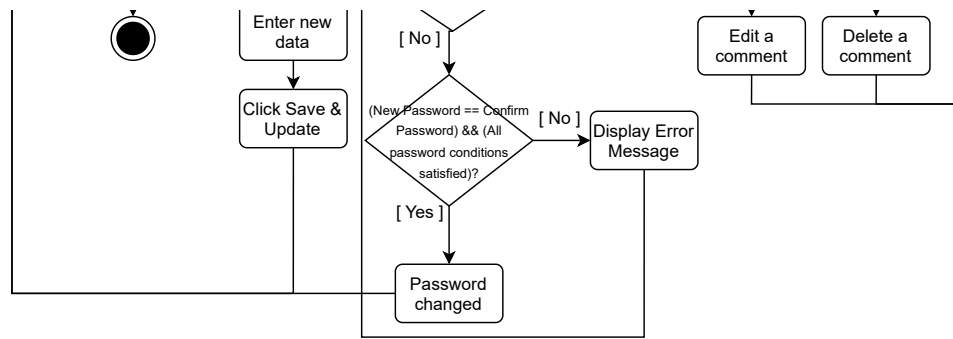 Enter new
data
[ No ]
Edit a
comment
Delete a
comment
Click Save &
Update
(New Password == Confirm
Password) && (All
password conditions
satisfied)?
[ No ]
Display Error
Message
[ Yes ]
Password
changed